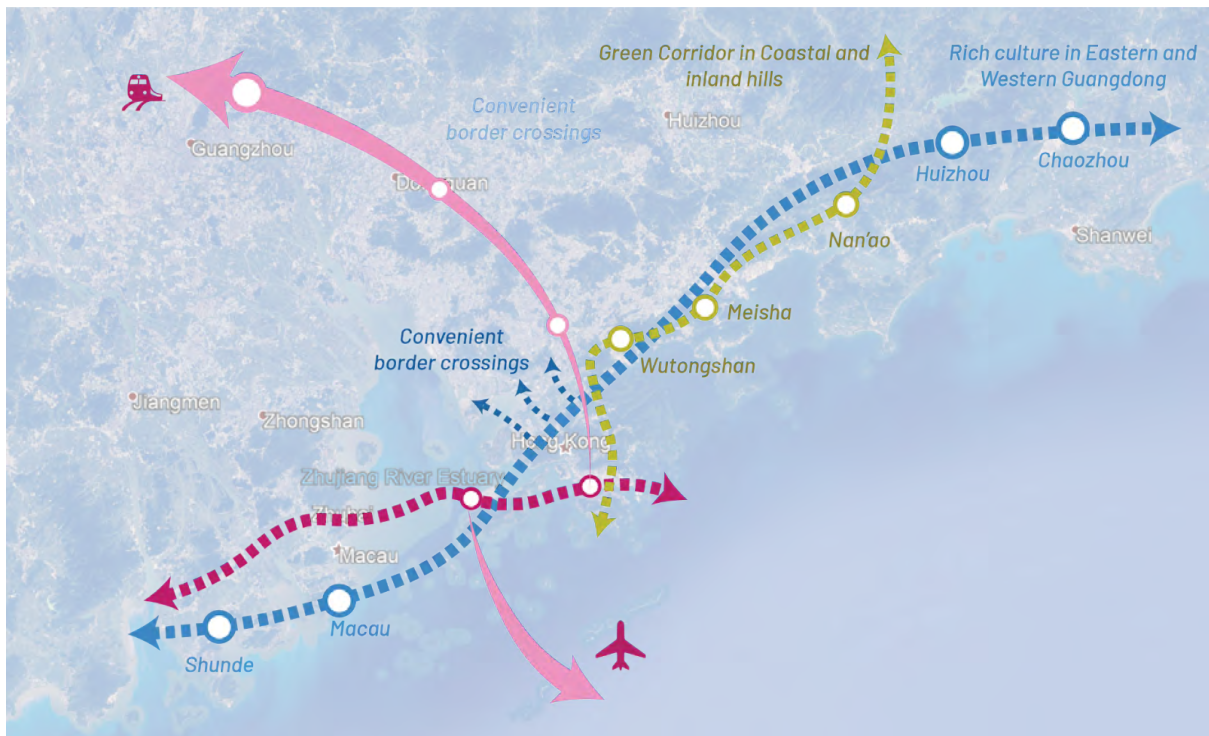 Green Corridor in Coastal and
inland hills
Rich culture in Eastern and
Western Guangdong
Convenient
border crossings
Huizhou
Guangzhou
Huizhou
Chaozhou
Dongguan
Nan'ao
Shanwei
Meisha
Convenient
border crossings
Wutongshan
Jiangmen
Zhongshan
Hong Kong
Zhujiang River Estuary
Zhuhai
Macau
Macau
Shunde